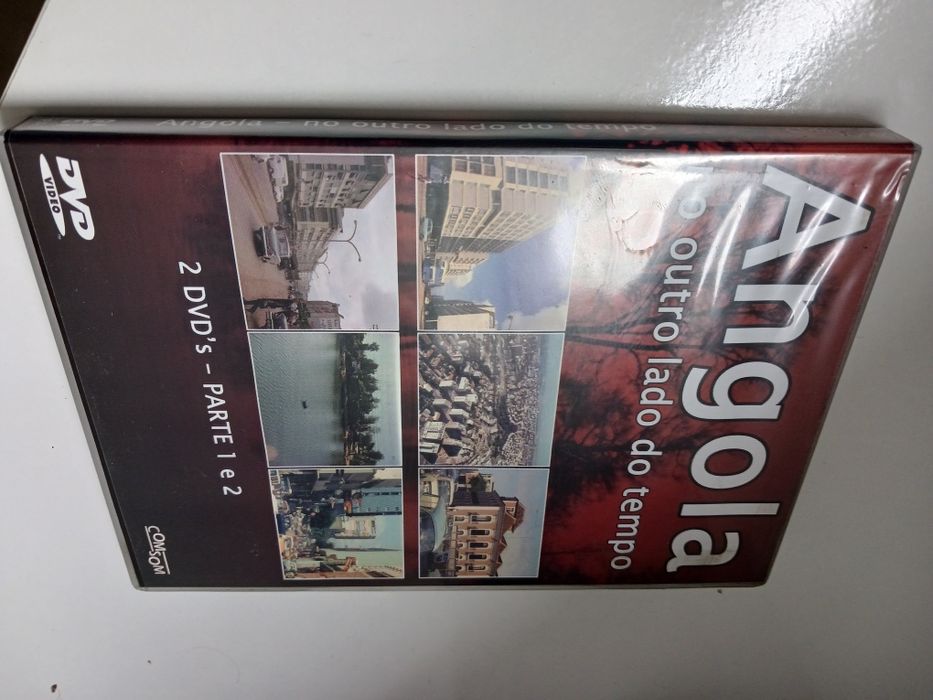 Angola
no outro lado do tempo
2 DVD's – PARTE 1 e 2
DVD
VIDEO
COMSOM
Angola – no outro lado do tempo